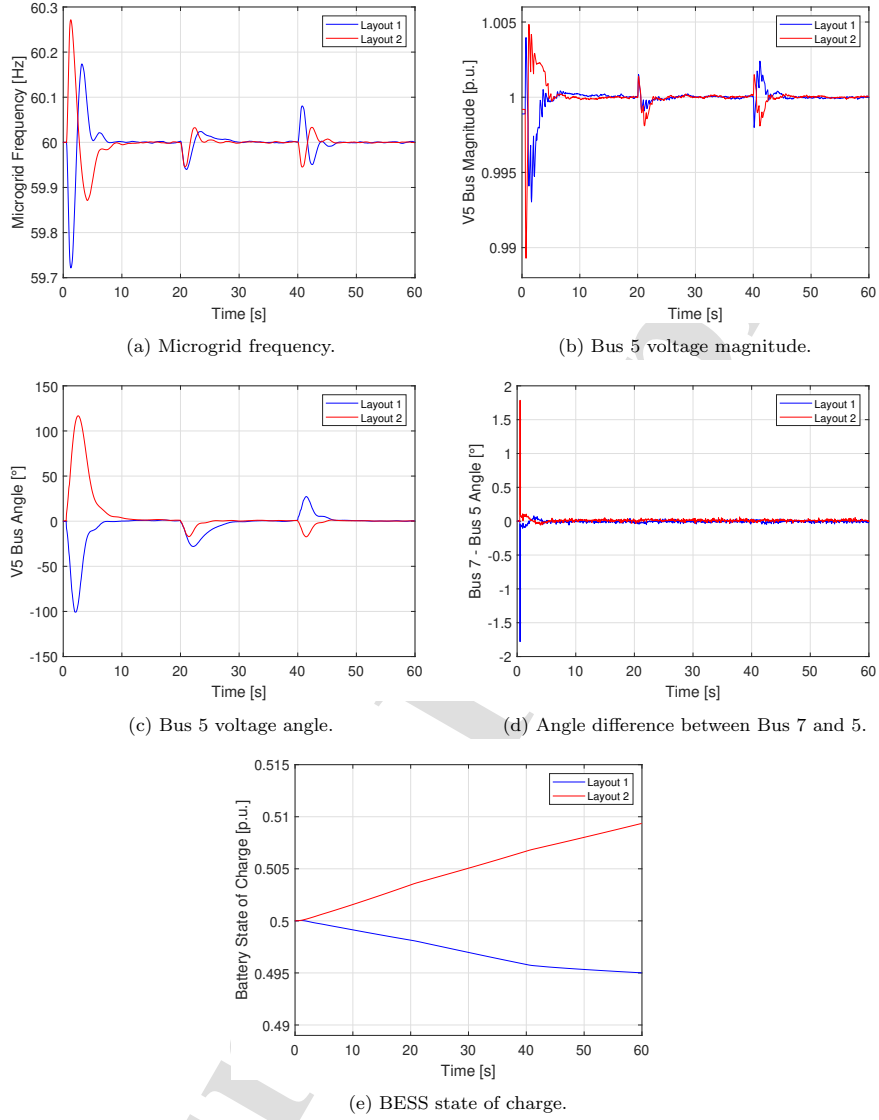 60.3
60.2
60.1
60
59.9
59.8
59.7
Microgrid Frequency [Hz]
Layout 1
Layout 2
0 10 20 30 40 50 60
Time [s]
(a) Microgrid frequency.
1.005
1
0.995
0.99
V5 Bus Magnitude [p.u.]
Layout 1
Layout 2
0 10 20 30 40 50 60
Time [s]
(b) Bus 5 voltage magnitude.
150
100
50
0
-50
-100
-150
V5 Bus Angle [°]
Layout 1
Layout 2
0 10 20 30 40 50 60
Time [s]
(c) Bus 5 voltage angle.
2
1.5
1
0.5
0
-0.5
-1
-1.5
-2
Bus 7 - Bus 5 Angle [°]
Layout 1
Layout 2
0 10 20 30 40 50 60
Time [s]
(d) Angle difference between Bus 7 and 5.
0.515
0.51
0.505
0.5
0.495
0.49
Battery State of Charge [p.u.]
Layout 1
Layout 2
0 10 20 30 40 50 60
Time [s]
(e) BESS state of charge.